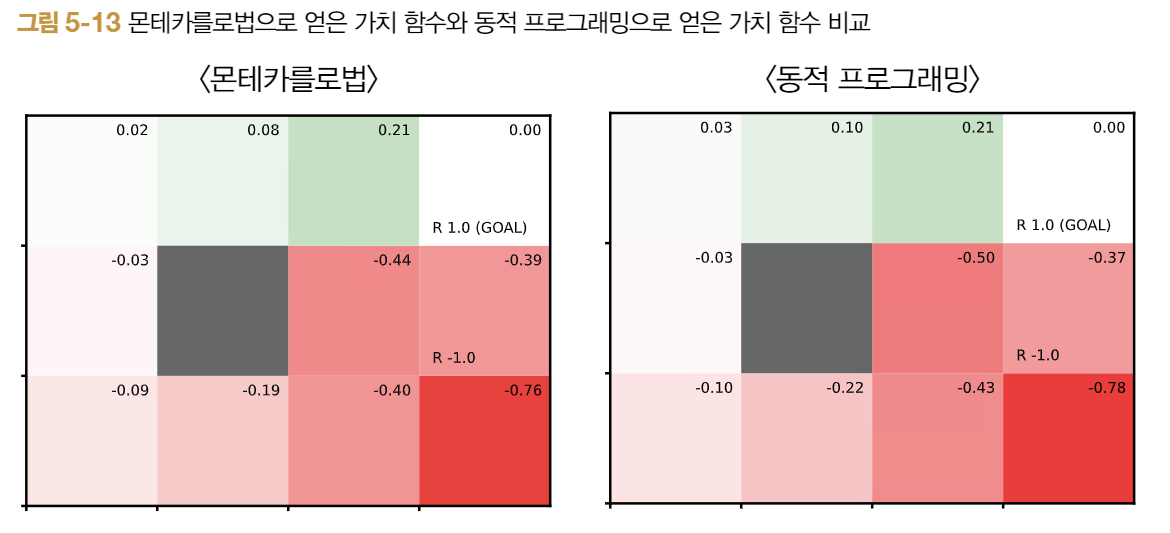 그림 5-13 몬테카를로법으로 얻은 가치 함수와 동적 프로그래밍으로 얻은 가치 함수 비교
〈몬테카를로법〉
0.02 0.08 0.21 0.00
R 1.0 (GOAL)
-0.03 -0.44 -0.39
R -1.0
-0.09 -0.19 -0.40 -0.76
〈동적 프로그래밍〉
0.03 0.10 0.21 0.00
R 1.0 (GOAL)
-0.03 -0.50 -0.37
R -1.0
-0.10 -0.22 -0.43 -0.78